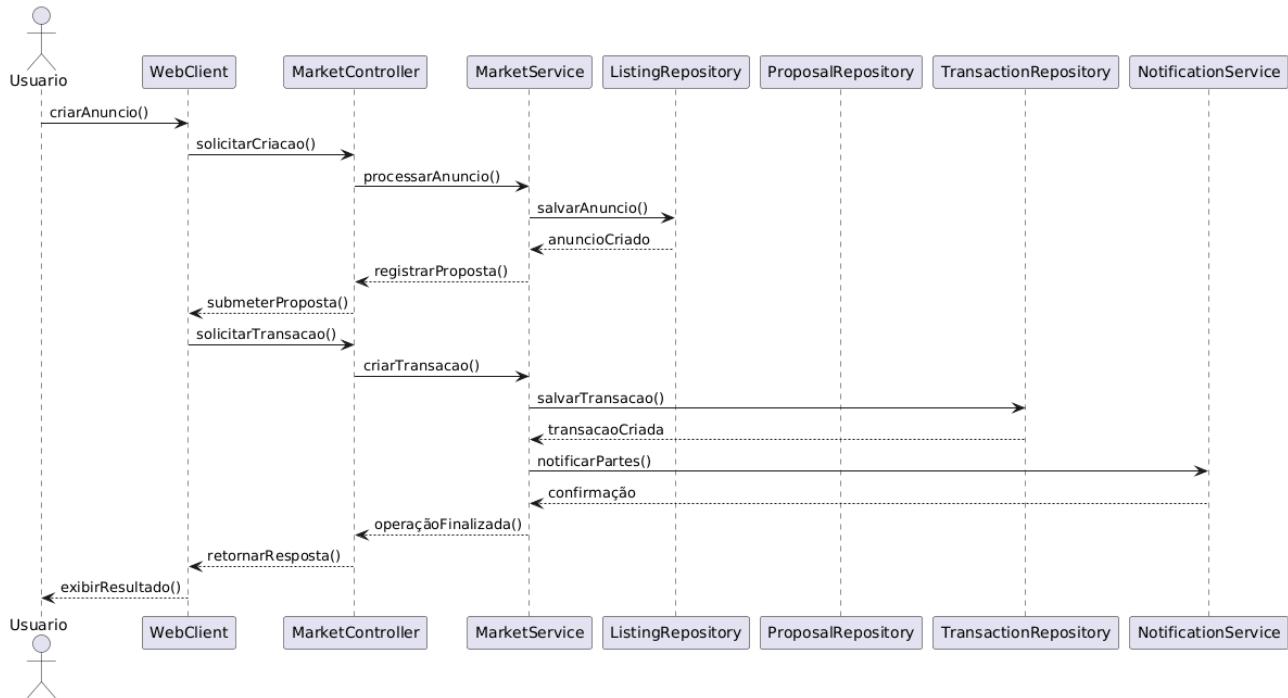 Usuario
WebClient
MarketController
MarketService
ListingRepository
ProposalRepository
TransactionRepository
NotificationService
criarAnuncio()
solicitarCriacao()
processarAnuncio()
salvarAnuncio()
anuncioCriado
registrarProposta()
submeterProposta()
solicitarTransacao()
criarTransacao()
salvarTransacao()
transacaoCriada
notificarPartes()
confirmação
operaçãoFinalizada()
retornarResposta()
exibirResultado()
Usuario
WebClient
MarketController
MarketService
ListingRepository
ProposalRepository
TransactionRepository
NotificationService